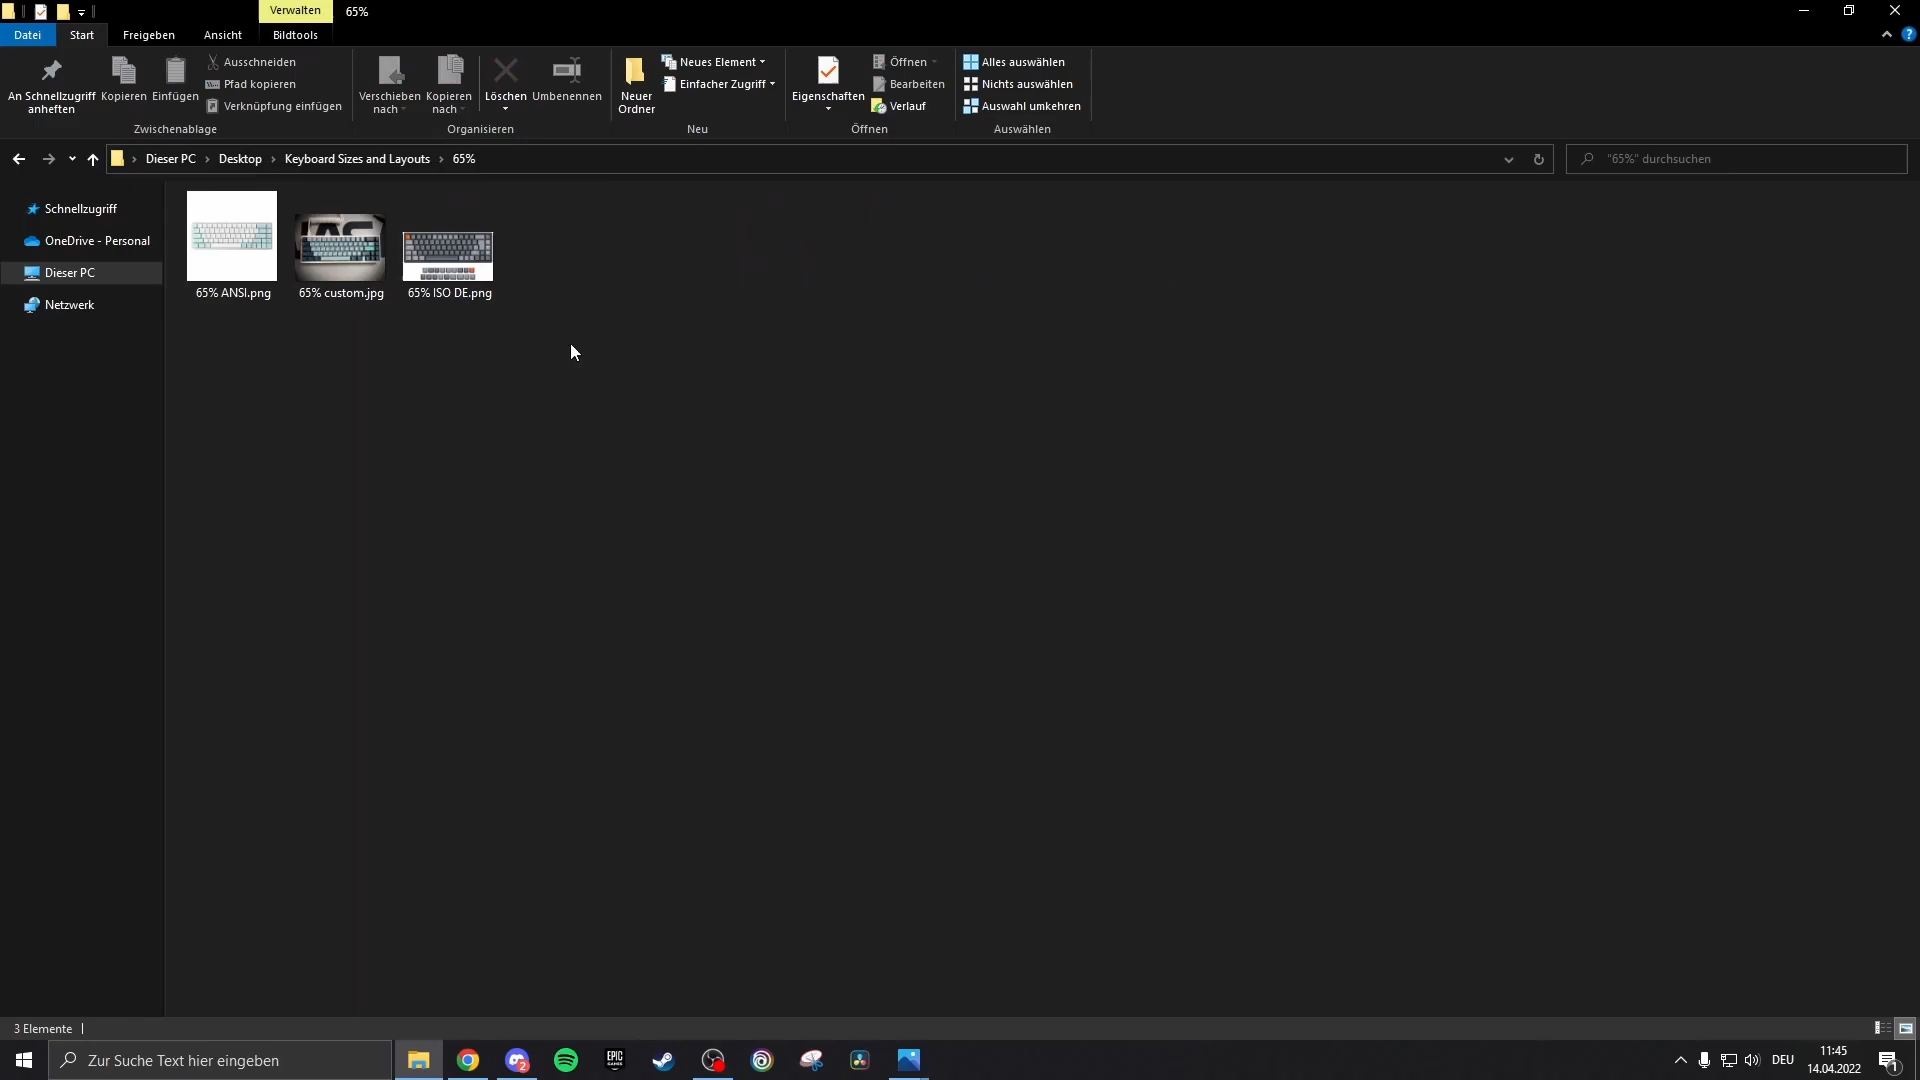 Verwalten
65%
Datei
Start
Freigeben
Ansicht
Bildtools
An Schnellzugriff
anheften
Kopieren
Einfügen
Ausschneiden
Pfad kopieren
Verknüpfung einfügen
Verschieben
nach
Kopieren
nach
Löschen
Umbenennen
Neuer
Ordner
Neues Element
Einfacher Zugriff
Eigenschaften
Öffnen
Bearbeiten
Verlauf
Alles auswählen
Nichts auswählen
Auswahl umkehren
Zwischenablage
Organisieren
Neu
Öffnen
Auswählen
Dieser PC › Desktop › Keyboard Sizes and Layouts › 65%
"65%" durchsuchen
Schnellzugriff
OneDrive - Personal
Dieser PC
Netzwerk
65% ANSI.png
65% custom.jpg
65% ISO DE.png
3 Elemente
Zur Suche Text hier eingeben
2
EPIC
GAMES
DEU
11:45
14.04.2022
1